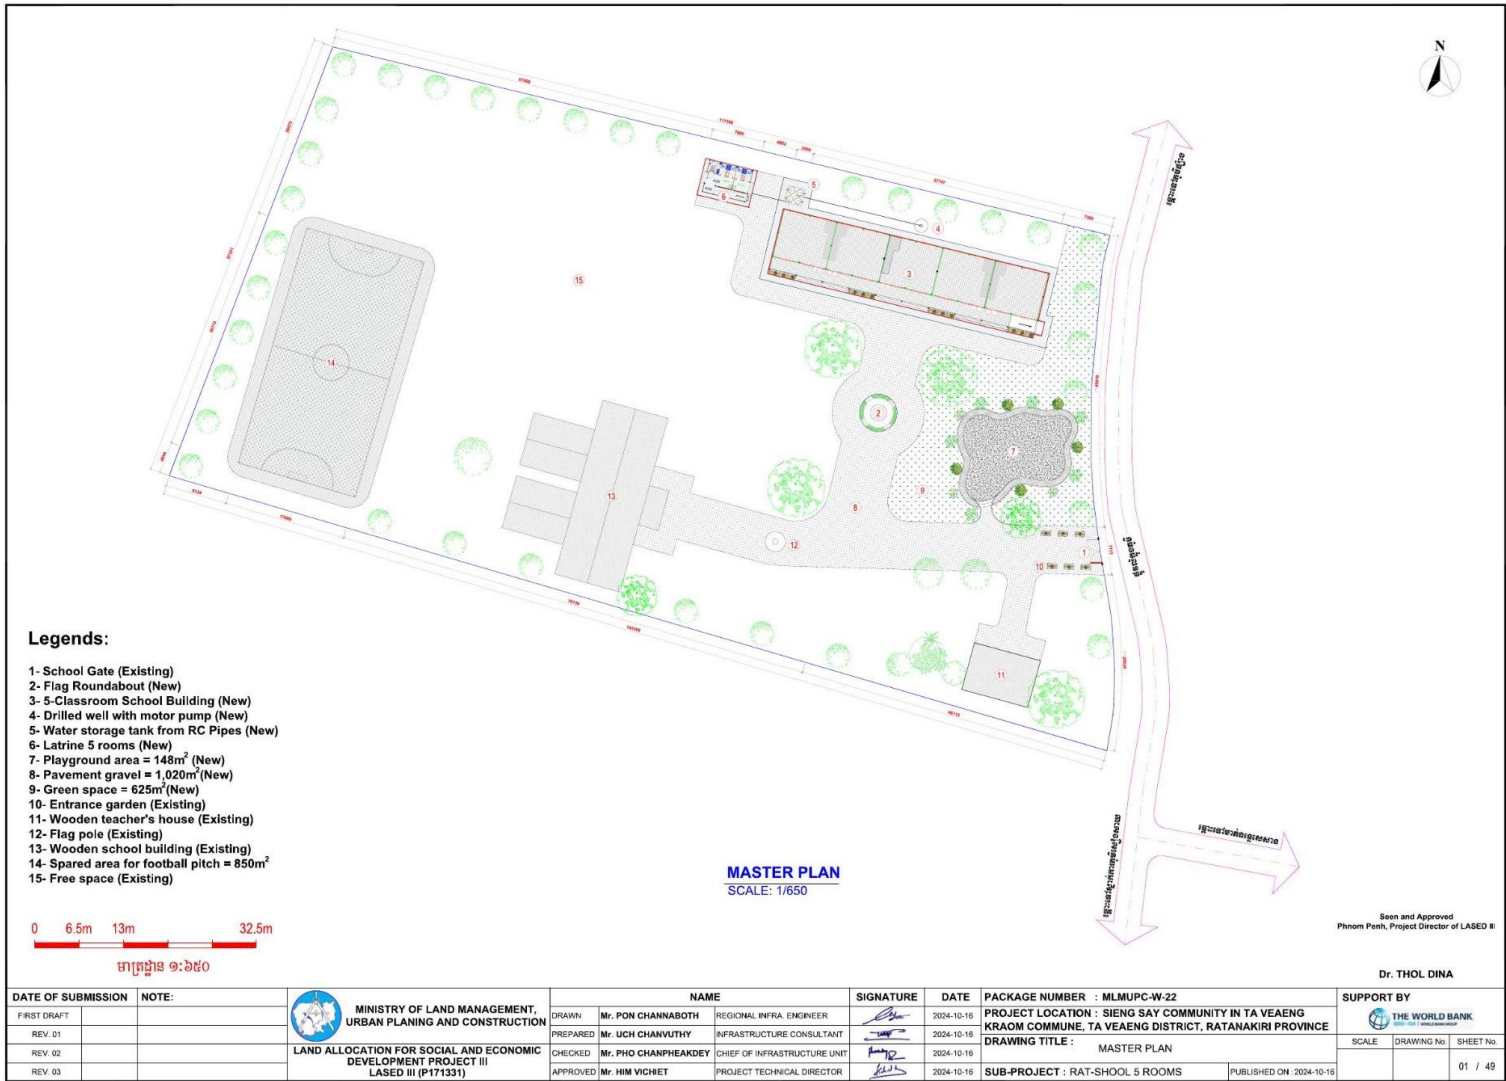 N
5
6
4
3
15
14
2
7
13
9
8
12
1
10
11
Legends:
1- School Gate (Existing)
2- Flag Roundabout (New)
3- 5-Classroom School Building (New)
4- Drilled well with motor pump (New)
5- Water storage tank from RC Pipes (New)
6- Latrine 5 rooms (New)
7- Playground area = 148m² (New)
8- Pavement gravel = 1,020m²(New)
9- Green space = 625m²(New)
10- Entrance garden (Existing)
11- Wooden teacher's house (Existing)
12- Flag pole (Existing)
13- Wooden school building (Existing)
14- Spared area for football pitch = 850m²
15- Free space (Existing)
MASTER PLAN
SCALE: 1/650
0 6.5m 13m 32.5m
មាត្រដ្ឋាន ១:៦៥០
Seen and Approved
Phnom Penh, Project Director of LASED III
Dr. THOL DINA
DATE OF SUBMISSION NOTE:
FIRST DRAFT
REV. 01
REV. 02
REV. 03
MINISTRY OF LAND MANAGEMENT,
URBAN PLANING AND CONSTRUCTION
LAND ALLOCATION FOR SOCIAL AND ECONOMIC
DEVELOPMENT PROJECT III
LASED III (P171331)
NAME SIGNATURE DATE
DRAWN Mr. PON CHANNABOTH REGIONAL INFRA. ENGINEER 2024-10-16
PREPARED Mr. UCH CHANVUTHY INFRASTRUCTURE CONSULTANT 2024-10-16
CHECKED Mr. PHO CHANPHEAKDEY CHIEF OF INFRASTRUCTURE UNIT 2024-10-16
APPROVED Mr. HIM VICHIET PROJECT TECHNICAL DIRECTOR 2024-10-16
PACKAGE NUMBER : MLMUPC-W-22
PROJECT LOCATION : SIENG SAY COMMUNITY IN TA VEAENG
KRAOM COMMUNE, TA VEAENG DISTRICT, RATANAKIRI PROVINCE
DRAWING TITLE :
MASTER PLAN
SUB-PROJECT : RAT-SHOOL 5 ROOMS
PUBLISHED ON : 2024-10-16
SUPPORT BY
THE WORLD BANK
SCALE DRAWING No. SHEET No.
01 / 49